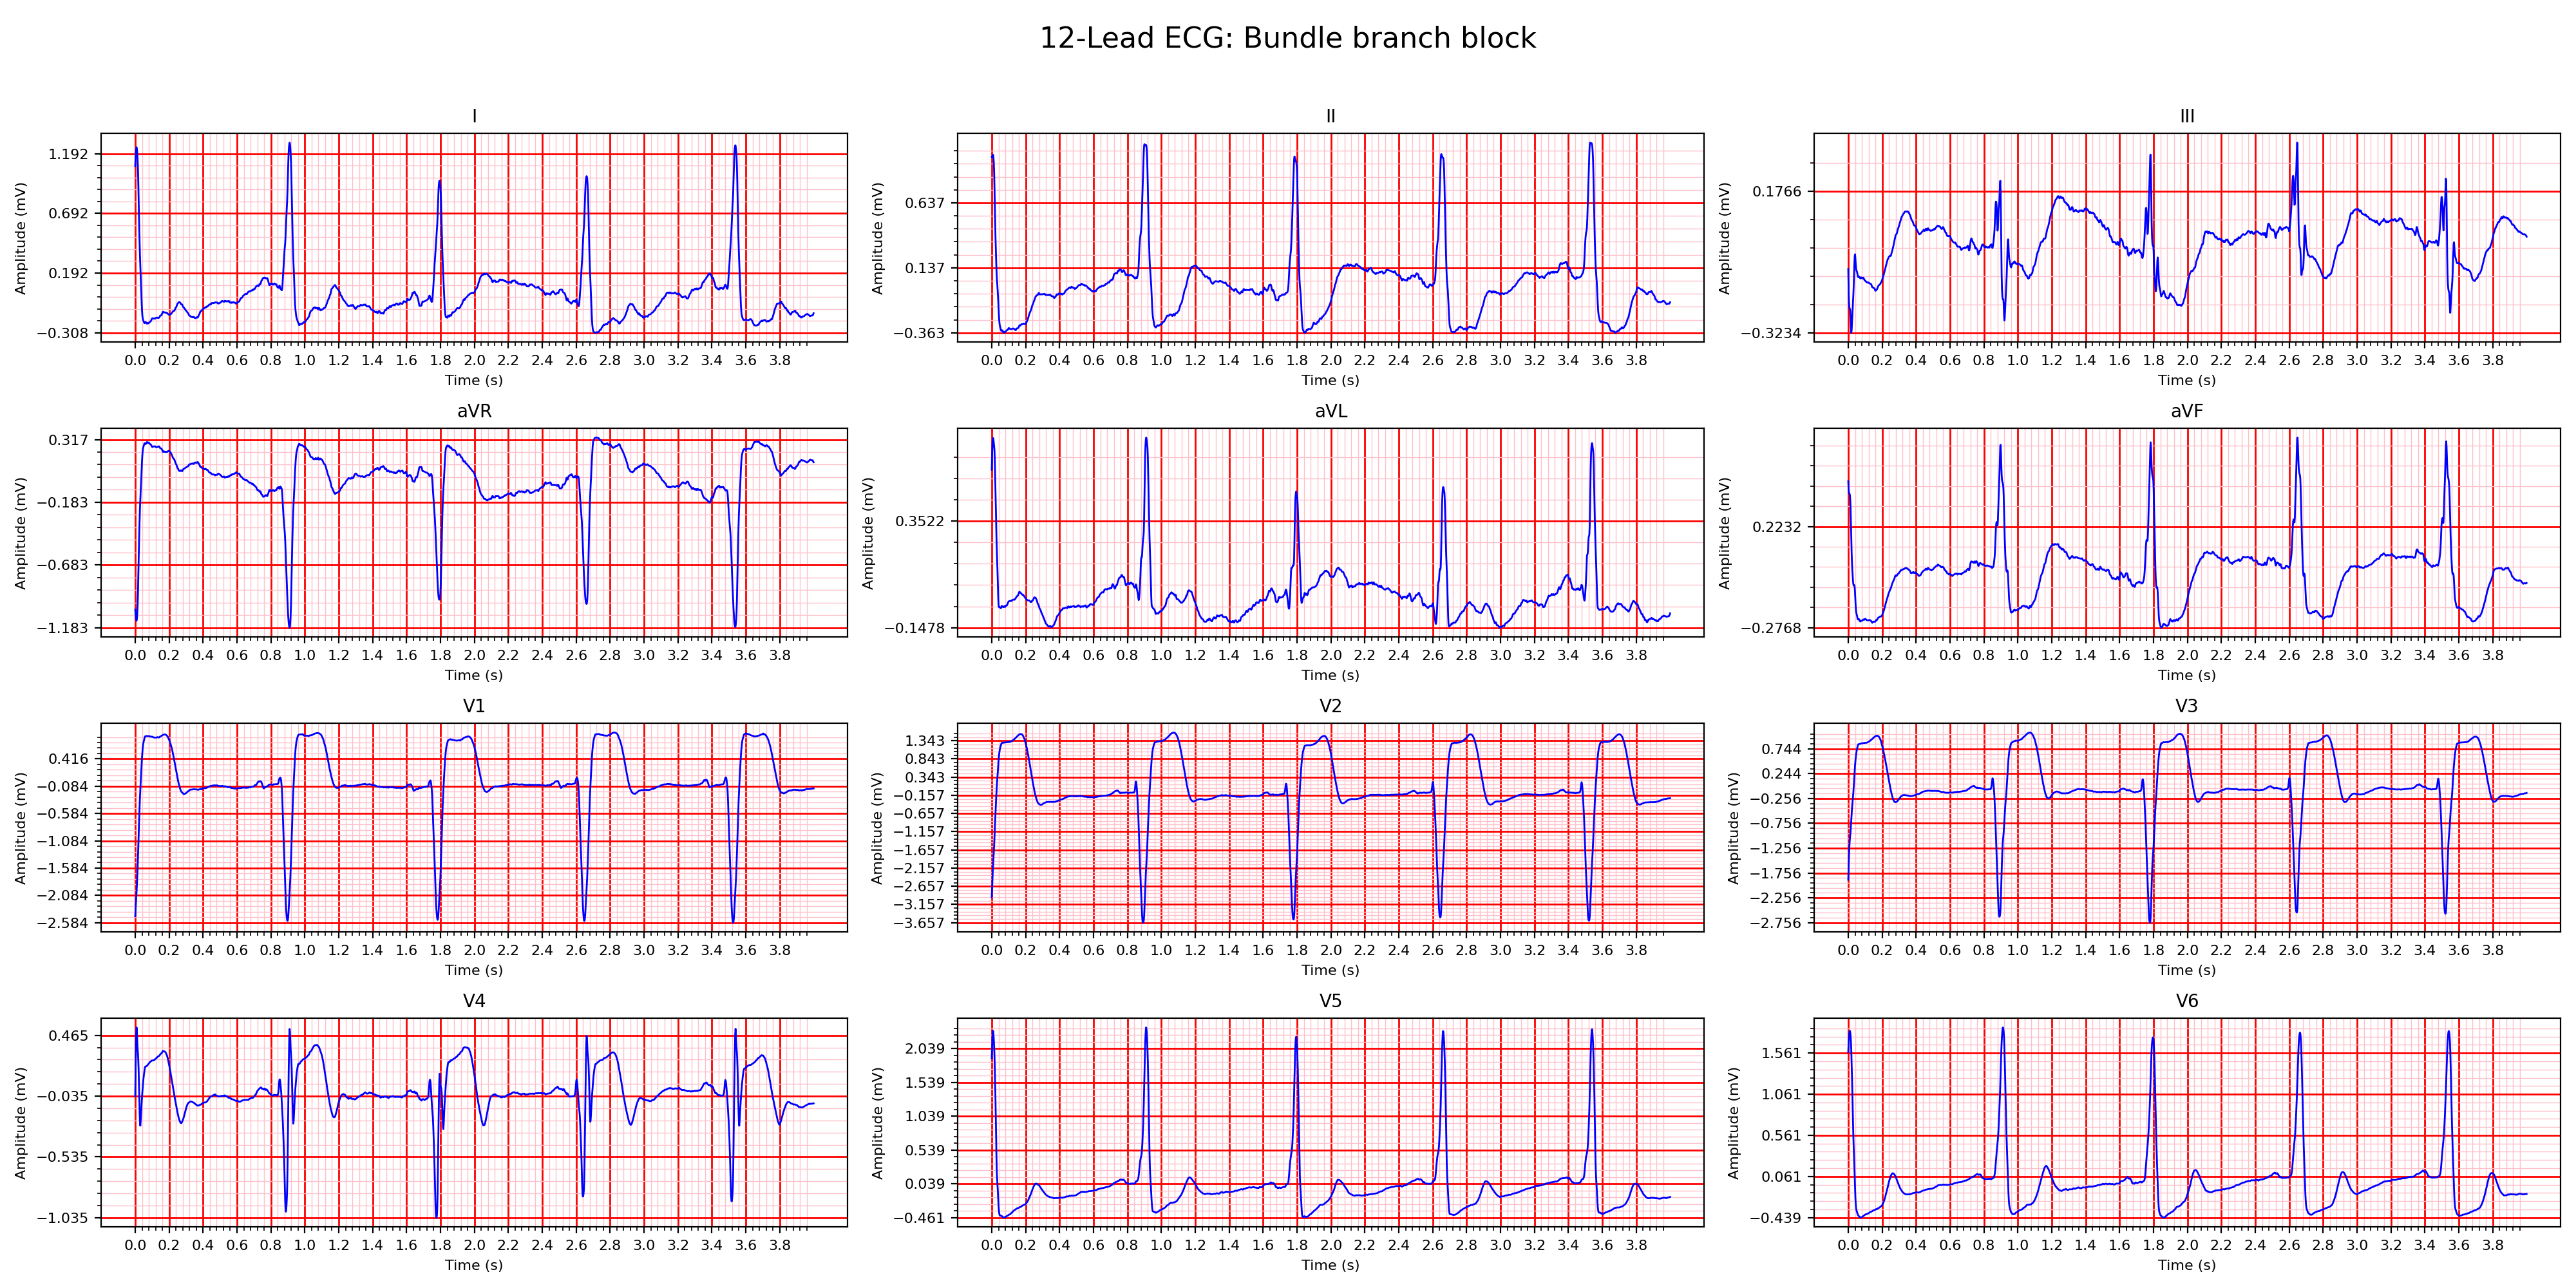 12-Lead ECG: Bundle branch block
I
II
III
Amplitude (mV)
1.192
0.692
0.192
−0.308
0.0 0.2 0.4 0.6 0.8 1.0 1.2 1.4 1.6 1.8 2.0 2.2 2.4 2.6 2.8 3.0 3.2 3.4 3.6 3.8
Time (s)
Amplitude (mV)
0.637
0.137
−0.363
0.0 0.2 0.4 0.6 0.8 1.0 1.2 1.4 1.6 1.8 2.0 2.2 2.4 2.6 2.8 3.0 3.2 3.4 3.6 3.8
Time (s)
Amplitude (mV)
0.1766
−0.3234
0.0 0.2 0.4 0.6 0.8 1.0 1.2 1.4 1.6 1.8 2.0 2.2 2.4 2.6 2.8 3.0 3.2 3.4 3.6 3.8
Time (s)
aVR
aVL
aVF
Amplitude (mV)
0.317
−0.183
−0.683
−1.183
0.0 0.2 0.4 0.6 0.8 1.0 1.2 1.4 1.6 1.8 2.0 2.2 2.4 2.6 2.8 3.0 3.2 3.4 3.6 3.8
Time (s)
Amplitude (mV)
0.3522
−0.1478
0.0 0.2 0.4 0.6 0.8 1.0 1.2 1.4 1.6 1.8 2.0 2.2 2.4 2.6 2.8 3.0 3.2 3.4 3.6 3.8
Time (s)
Amplitude (mV)
0.2232
−0.2768
0.0 0.2 0.4 0.6 0.8 1.0 1.2 1.4 1.6 1.8 2.0 2.2 2.4 2.6 2.8 3.0 3.2 3.4 3.6 3.8
Time (s)
V1
V2
V3
Amplitude (mV)
0.416
−0.084
−0.584
−1.084
−1.584
−2.084
−2.584
0.0 0.2 0.4 0.6 0.8 1.0 1.2 1.4 1.6 1.8 2.0 2.2 2.4 2.6 2.8 3.0 3.2 3.4 3.6 3.8
Time (s)
Amplitude (mV)
1.343
0.843
0.343
−0.157
−0.657
−1.157
−1.657
−2.157
−2.657
−3.157
−3.657
0.0 0.2 0.4 0.6 0.8 1.0 1.2 1.4 1.6 1.8 2.0 2.2 2.4 2.6 2.8 3.0 3.2 3.4 3.6 3.8
Time (s)
Amplitude (mV)
0.744
0.244
−0.256
−0.756
−1.256
−1.756
−2.256
−2.756
0.0 0.2 0.4 0.6 0.8 1.0 1.2 1.4 1.6 1.8 2.0 2.2 2.4 2.6 2.8 3.0 3.2 3.4 3.6 3.8
Time (s)
V4
V5
V6
Amplitude (mV)
0.465
−0.035
−0.535
−1.035
0.0 0.2 0.4 0.6 0.8 1.0 1.2 1.4 1.6 1.8 2.0 2.2 2.4 2.6 2.8 3.0 3.2 3.4 3.6 3.8
Time (s)
Amplitude (mV)
2.039
1.539
1.039
0.539
0.039
−0.461
0.0 0.2 0.4 0.6 0.8 1.0 1.2 1.4 1.6 1.8 2.0 2.2 2.4 2.6 2.8 3.0 3.2 3.4 3.6 3.8
Time (s)
Amplitude (mV)
1.561
1.061
0.561
0.061
−0.439
0.0 0.2 0.4 0.6 0.8 1.0 1.2 1.4 1.6 1.8 2.0 2.2 2.4 2.6 2.8 3.0 3.2 3.4 3.6 3.8
Time (s)